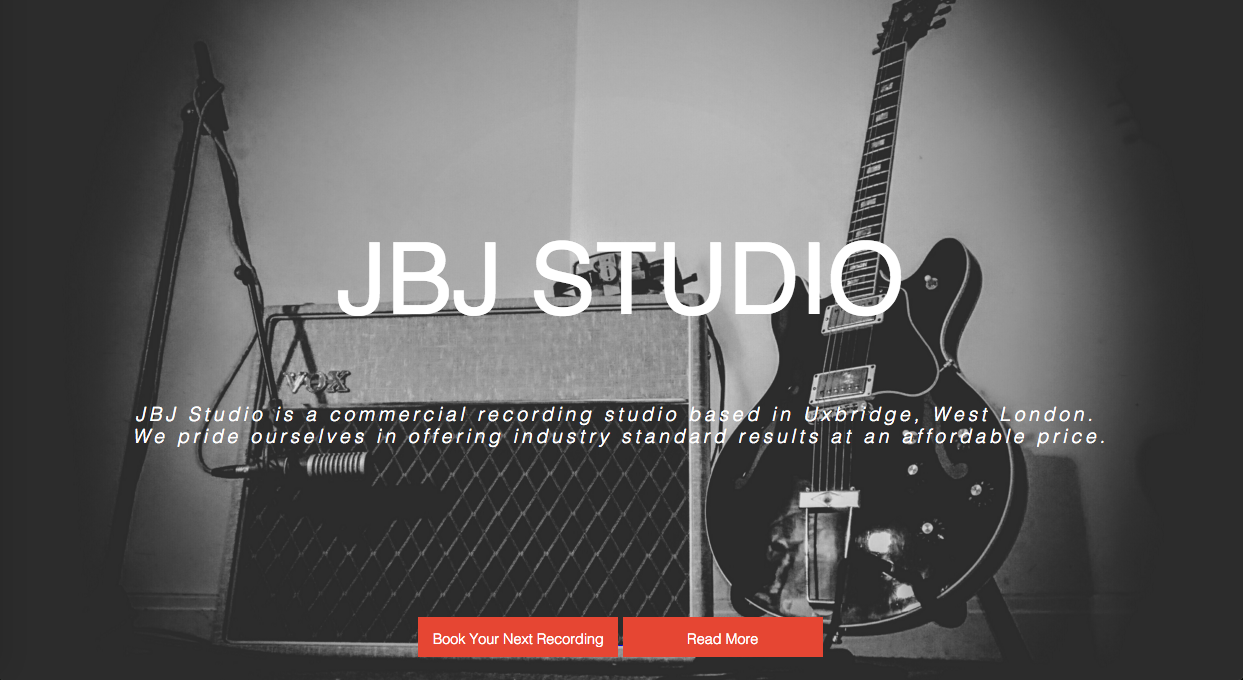 JBJ STUDIO
VOX
JBJ Studio is a commercial recording studio based in Uxbridge, West London.
We pride ourselves in offering industry standard results at an affordable price.
Book Your Next Recording
Read More